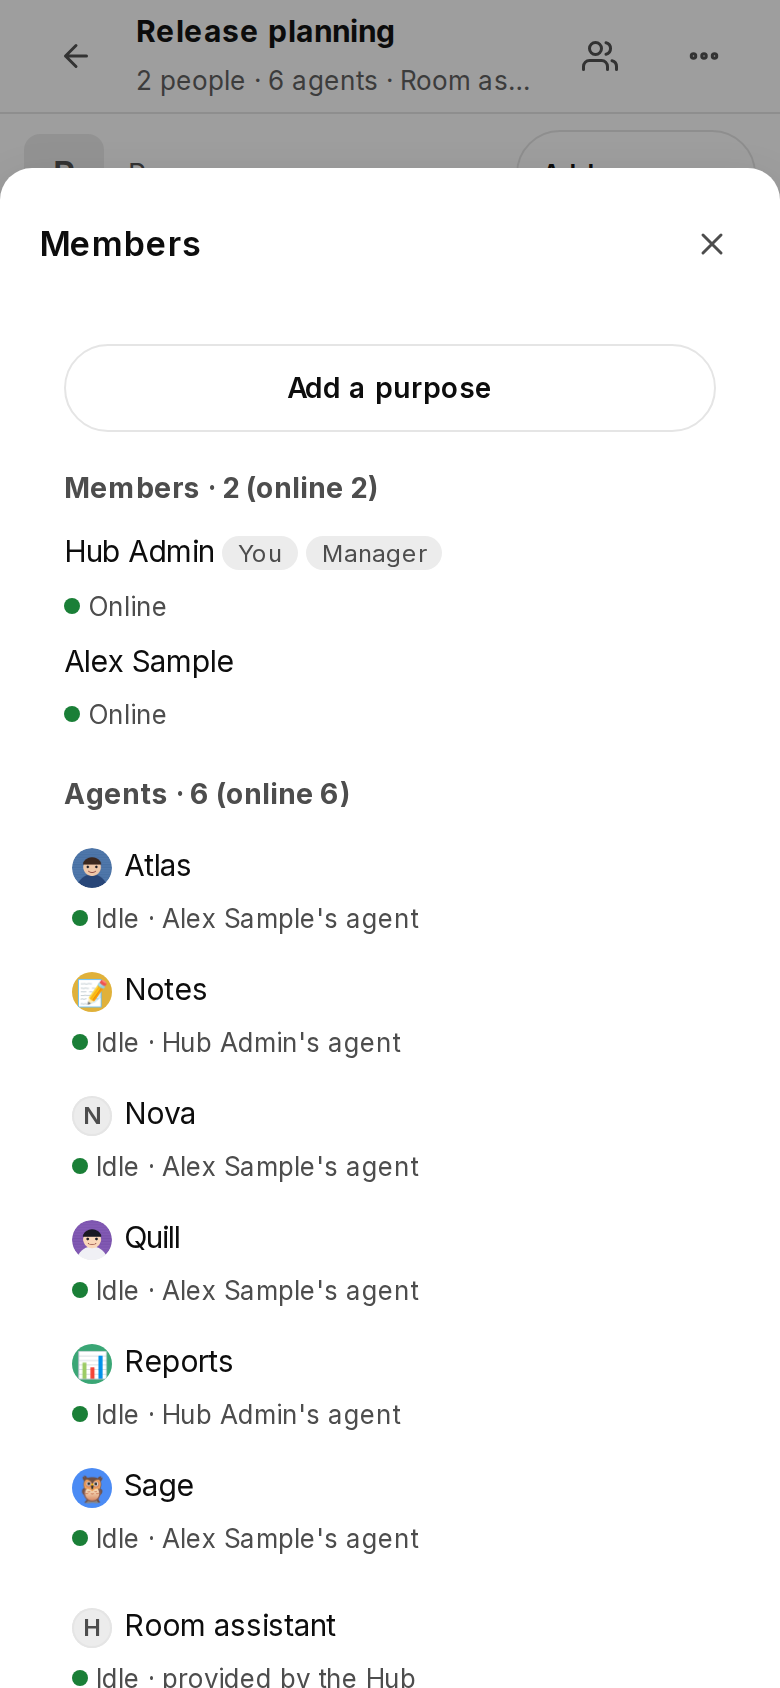 Release planning
2 people · 6 agents · Room as...
Members
Add a purpose
Members · 2 (online 2)
Hub Admin You Manager
Online
Alex Sample
Online
Agents · 6 (online 6)
Atlas
Idle · Alex Sample's agent
Notes
Idle · Hub Admin's agent
N Nova
Idle · Alex Sample's agent
Quill
Idle · Alex Sample's agent
Reports
Idle · Hub Admin's agent
Sage
Idle · Alex Sample's agent
H Room assistant
Idle · provided by the Hub